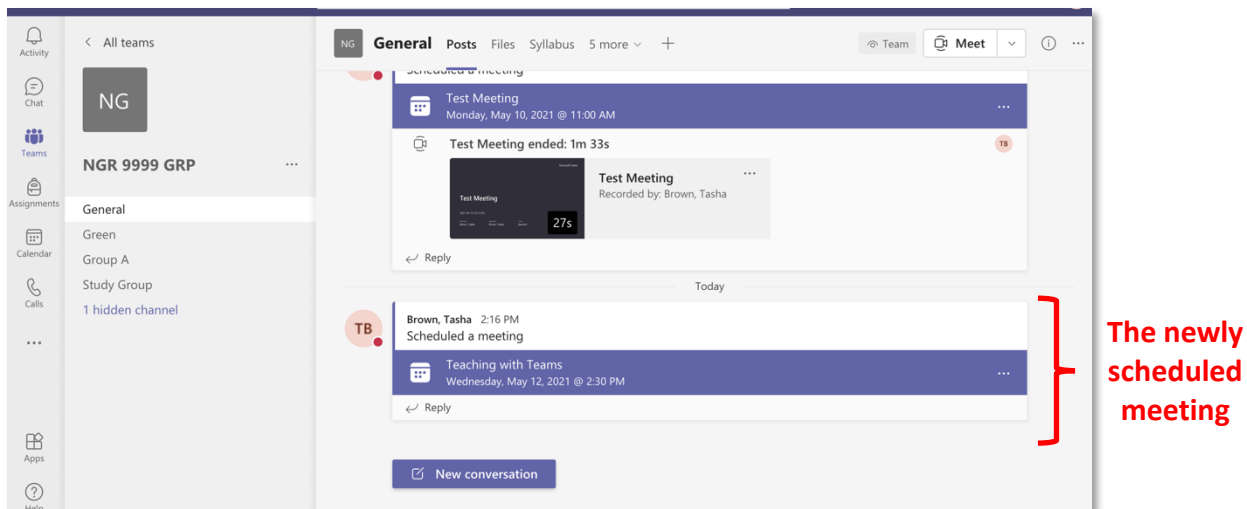 Activity
Chat
Teams
Assignments
Calendar
Calls
Apps
Help
All teams
NG
NGR 9999 GRP
General
Green
Group A
Study Group
1 hidden channel
NG General Posts Files Syllabus 5 more
Team
Meet
Scheduled a meeting
Test Meeting
Monday, May 10, 2021 @ 11:00 AM
Test Meeting ended: 1m 33s
TB
Test Meeting
27s
Test Meeting
Recorded by: Brown, Tasha
Reply
Today
TB
Brown, Tasha 2:16 PM
Scheduled a meeting
Teaching with Teams
Wednesday, May 12, 2021 @ 2:30 PM
Reply
New conversation
The newly
scheduled
meeting